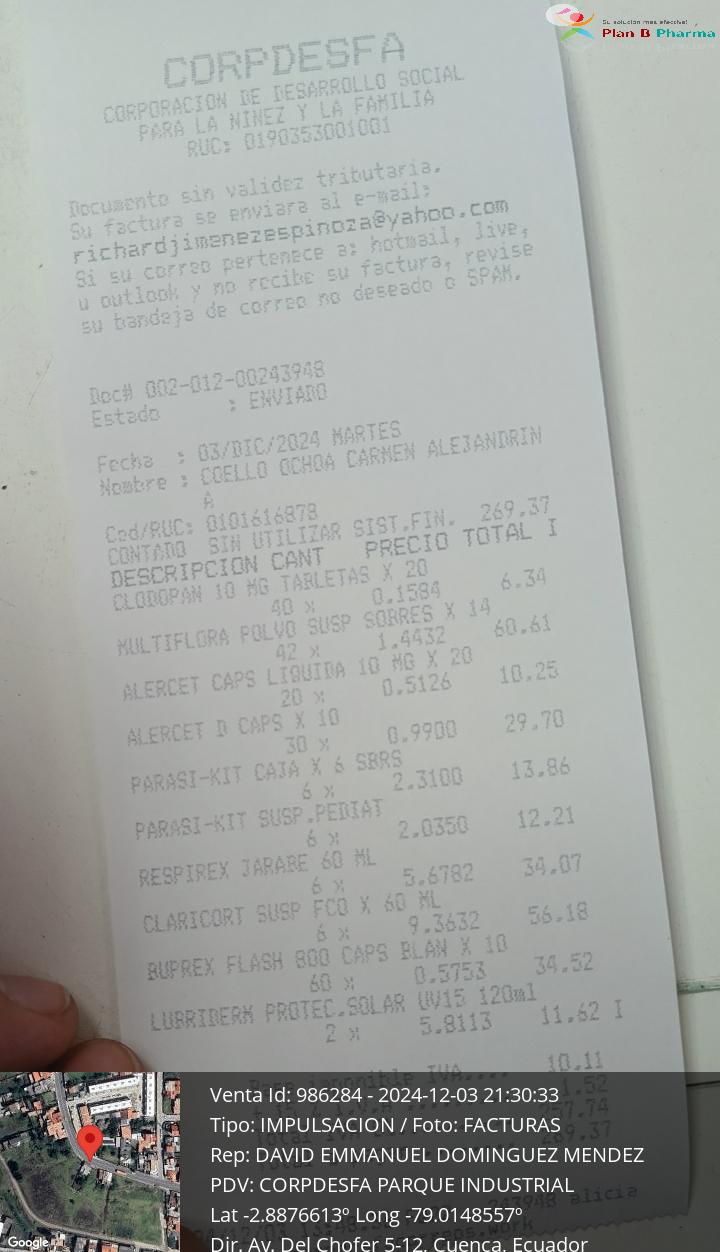 Su solución más efectiva!
Plan B Pharma
CORPDESFA
CORPORACION DE DESARROLLO SOCIAL
PARA LA NINEZ Y LA FAMILIA
RUC: 0190353001001
Documento sin validez tributaria.
Su factura se enviara al e-mail:
richardjimenezespinoza@yahoo.com
Si su correo pertenece a: hotmail, live,
u outlook y no recibe su factura, revise
su bandeja de correo no deseado o SPAM.
Doc# 002-012-00243948
Estado : ENVIADO
Fecha : 03/DIC/2024 MARTES
Nombre : COELLO OCHOA CARMEN ALEJANDRIN
A
Ced/RUC: 0101616878
CONTADO SIN UTILIZAR SIST.FIN. 269.37
DESCRIPCION CANT PRECIO TOTAL I
CLODOPAN 10 MG TABLETAS X 20
40 x 0.1584 6.34
MULTIFLORA POLVO SUSP SOBRES X 14
42 x 1.4432 60.61
ALERCET CAPS LIQUIDA 10 MG X 20
20 x 0.5126 10.25
ALERCET D CAPS X 10
30 x 0.9900 29.70
PARASI-KIT CAJA X 6 SBRS
6 x 2.3100 13.86
PARASI-KIT SUSP.PEDIAT
6 x 2.0350 12.21
RESPIREX JARABE 60 ML
6 x 5.6782 34.07
CLARICORT SUSP FCO X 60 ML
6 x 9.3632 56.18
BUPREX FLASH 800 CAPS BLAN X 10
60 x 0.5753 34.52
LUBRIDERM PROTEC.SOLAR UV15 120ml
2 x 5.8113 11.62 I
IVA.... 10.11
1.52
257.74
269.37
243948 alicia
Venta Id: 986284 - 2024-12-03 21:30:33
Tipo: IMPULSACION / Foto: FACTURAS
Rep: DAVID EMMANUEL DOMINGUEZ MENDEZ
PDV: CORPDESFA PARQUE INDUSTRIAL
Lat -2.8876613º Long -79.0148557º
Dir. Av. Del Chofer 5-12, Cuenca, Ecuador
Google